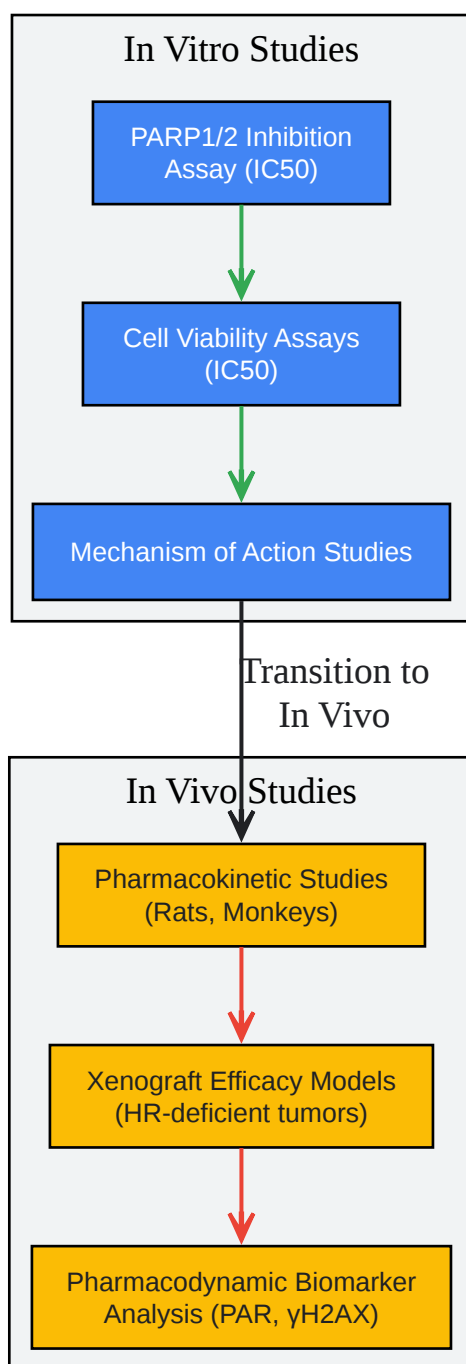 In Vitro Studies
PARP1/2 Inhibition
Assay (IC50)
Cell Viability Assays
(IC50)
Mechanism of Action Studies
Transition to
In Vivo
In Vivo Studies
Pharmacokinetic Studies
(Rats, Monkeys)
Xenograft Efficacy Models
(HR-deficient tumors)
Pharmacodynamic Biomarker
Analysis (PAR, γH2AX)